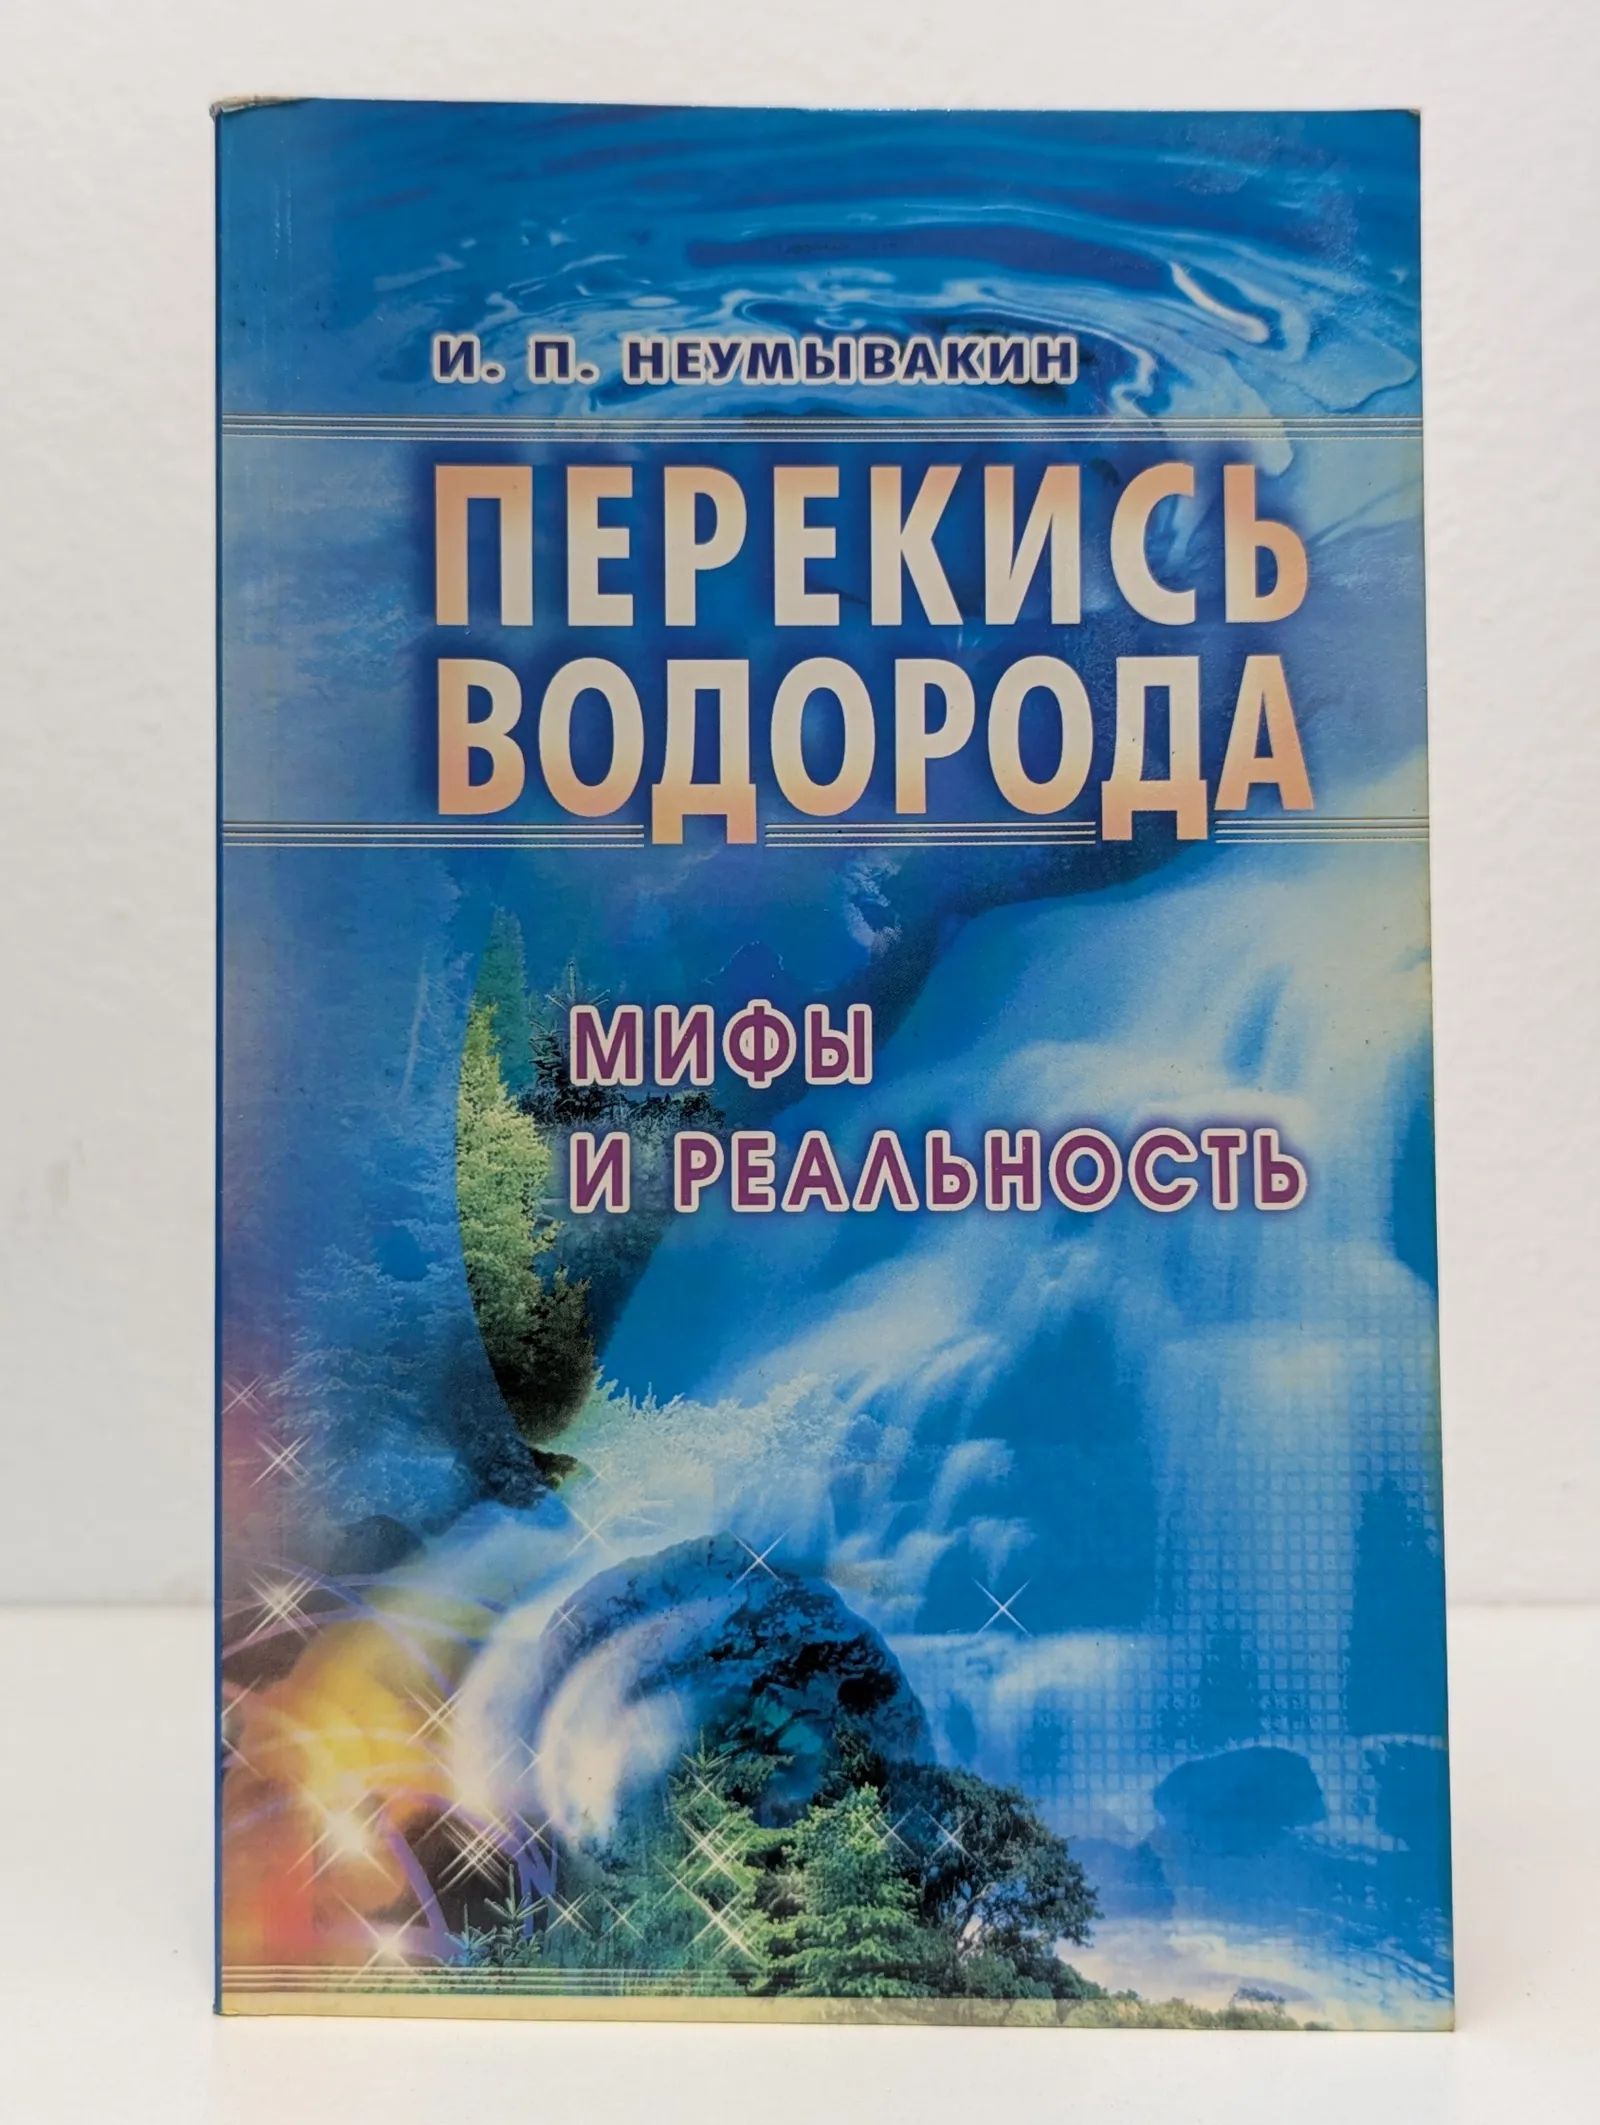 И. П. НЕУМЫВАКИН
ПЕРЕКИСЬ
ВОДОРОДА
МИФЫ
И РЕАЛЬНОСТЬ